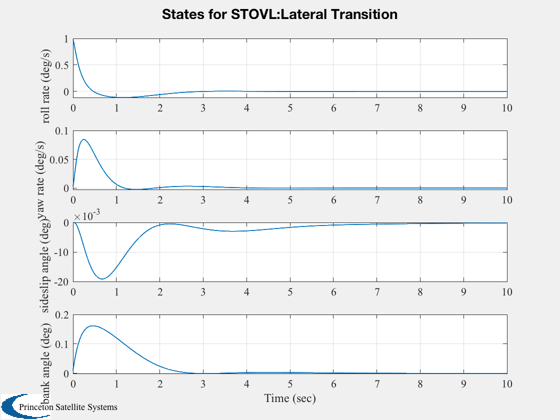 States for STOVL:Lateral Transition
roll rate (deg/s)
1
0.5
0
0 1 2 3 4 5 6 7 8 9 10
yaw rate (deg/s)
0.1
0.05
0
0 1 2 3 4 5 6 7 8 9 10
sideslip angle (deg)
×10⁻³
0
-10
-20
0 1 2 3 4 5 6 7 8 9 10
bank angle (deg)
0.2
0.1
0
0 1 2 3 4 5 6 7 8 9 10
Time (sec)
Princeton Satellite Systems